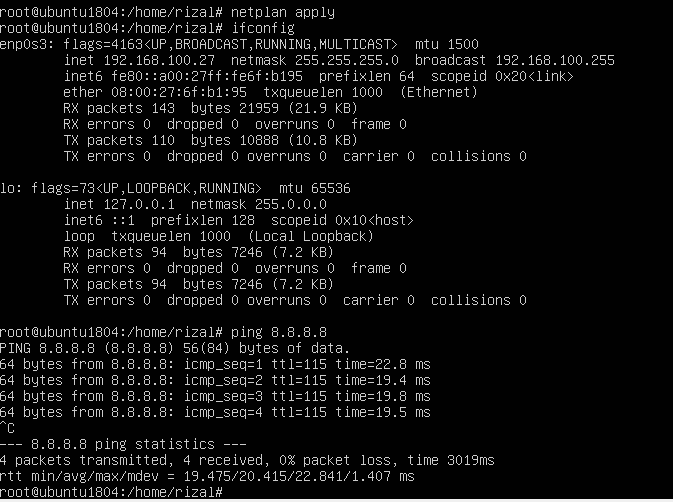 root@ubuntu1804:/home/rizal# netplan apply
root@ubuntu1804:/home/rizal# ifconfig
enp0s3: flags=4163<UP,BROADCAST,RUNNING,MULTICAST>  mtu 1500
        inet 192.168.100.27  netmask 255.255.255.0  broadcast 192.168.100.255
        inet6 fe80::a00:27ff:fe6f:b195  prefixlen 64  scopeid 0x20<link>
        ether 08:00:27:6f:b1:95  txqueuelen 1000  (Ethernet)
        RX packets 143  bytes 21959 (21.9 KB)
        RX errors 0  dropped 0  overruns 0  frame 0
        TX packets 110  bytes 10888 (10.8 KB)
        TX errors 0  dropped 0 overruns 0  carrier 0  collisions 0
lo: flags=73<UP,LOOPBACK,RUNNING>  mtu 65536
        inet 127.0.0.1  netmask 255.0.0.0
        inet6 ::1  prefixlen 128  scopeid 0x10<host>
        loop  txqueuelen 1000  (Local Loopback)
        RX packets 94  bytes 7246 (7.2 KB)
        RX errors 0  dropped 0  overruns 0  frame 0
        TX packets 94  bytes 7246 (7.2 KB)
        TX errors 0  dropped 0 overruns 0  carrier 0  collisions 0
root@ubuntu1804:/home/rizal# ping 8.8.8.8
PING 8.8.8.8 (8.8.8.8) 56(84) bytes of data.
64 bytes from 8.8.8.8: icmp_seq=1 ttl=115 time=22.8 ms
64 bytes from 8.8.8.8: icmp_seq=2 ttl=115 time=19.4 ms
64 bytes from 8.8.8.8: icmp_seq=3 ttl=115 time=19.8 ms
64 bytes from 8.8.8.8: icmp_seq=4 ttl=115 time=19.5 ms
^C
--- 8.8.8.8 ping statistics ---
4 packets transmitted, 4 received, 0% packet loss, time 3019ms
rtt min/avg/max/mdev = 19.475/20.415/22.841/1.407 ms
root@ubuntu1804:/home/rizal#